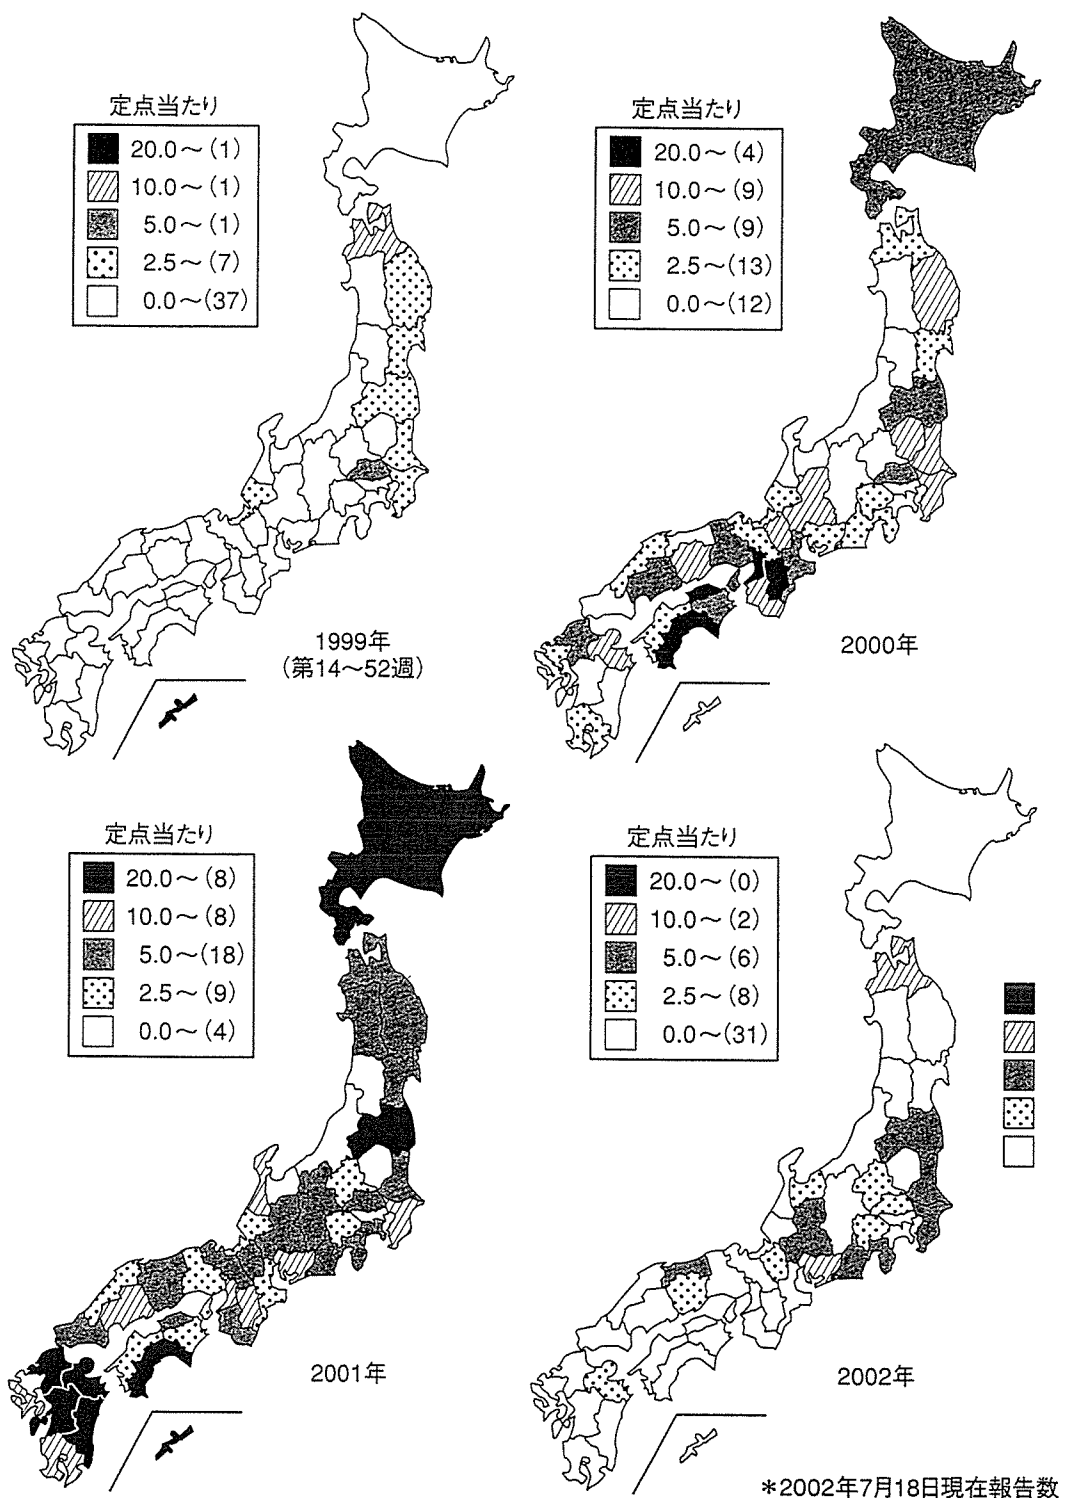 定点当たり
20.0～(1)
10.0～(1)
5.0～(1)
2.5～(7)
0.0～(37)
1999年
(第14～52週)
定点当たり
20.0～(4)
10.0～(9)
5.0～(9)
2.5～(13)
0.0～(12)
2000年
定点当たり
20.0～(8)
10.0～(8)
5.0～(18)
2.5～(9)
0.0～(4)
2001年
定点当たり
20.0～(0)
10.0～(2)
5.0～(6)
2.5～(8)
0.0～(31)
2002年
＊2002年7月18日現在報告数